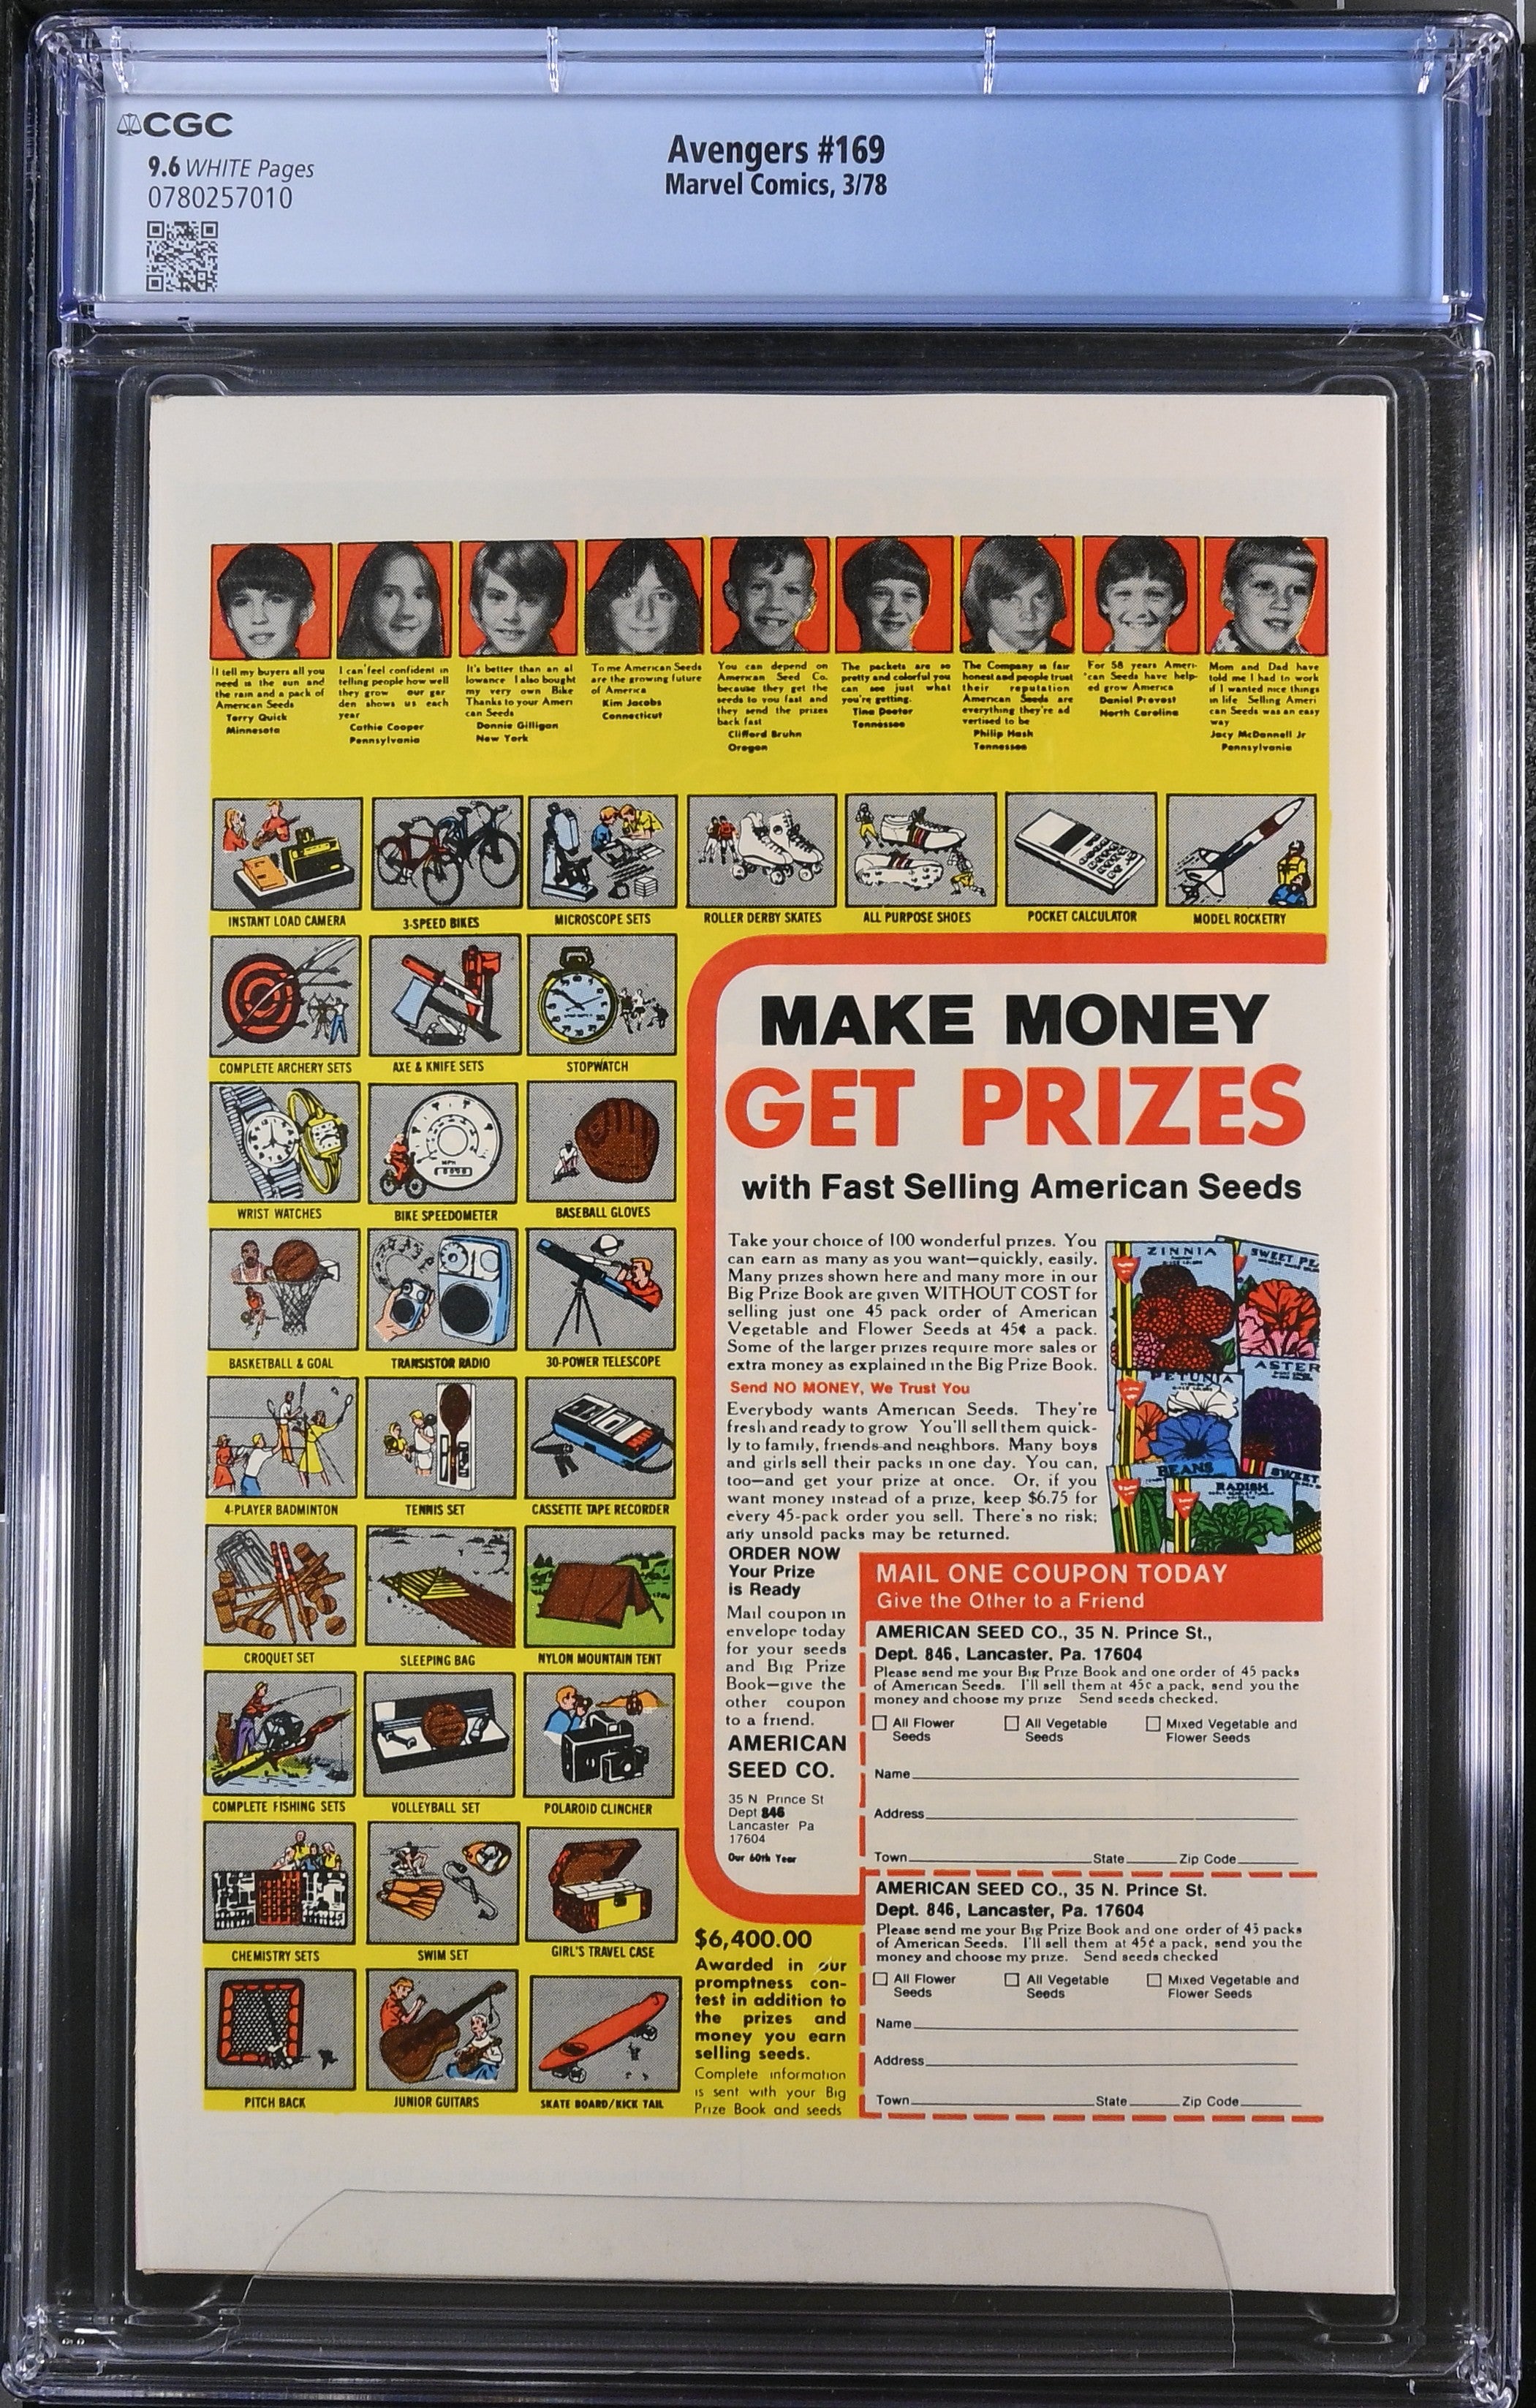 CGC
9.6 WHITE Pages
0780257010
Avengers #169
Marvel Comics, 3/78
I tell my buyers all you
need is the sun and
the rain and a pack of
American Seeds
Terry Quick
Minnesota
I can feel confident in
telling people how well
they grow our gar
den shows us each
year
Cathie Cooper
Pennsylvania
It's better than an al
lowance I also bought
my very own Bike
Thanks to your Ameri
can Seeds
Donnie Gilligan
New York
To me American Seeds
are the growing future
of America
Kim Jacobs
Connecticut
You can depend on
American Seed Co.
because they get the
seeds to you fast and
they send the prizes
back fast
Clifford Bruhn
Oregon
The packets are so
pretty and colorful you
can see just what
you're getting.
Tina Deeter
Tennessee
The Company is fair
honest and people trust
their reputation
American Seeds are
everything they're ad
vertised to be
Philip Hash
Tennessee
For 58 years Ameri-
can Seeds have help-
ed grow America
Daniel Provost
North Carolina
Mom and Dad have
told me I had to work
if I wanted nice things
in life Selling Ameri
can Seeds was an easy
way
Jacy McDannell Jr
Pennsylvania
INSTANT LOAD CAMERA
3-SPEED BIKES
MICROSCOPE SETS
ROLLER DERBY SKATES
ALL PURPOSE SHOES
POCKET CALCULATOR
MODEL ROCKETRY
COMPLETE ARCHERY SETS
AXE & KNIFE SETS
STOPWATCH
WRIST WATCHES
MPH
BIKE SPEEDOMETER
BASEBALL GLOVES
BASKETBALL & GOAL
TRANSISTOR RADIO
30-POWER TELESCOPE
4-PLAYER BADMINTON
TENNIS SET
CASSETTE TAPE RECORDER
CROQUET SET
SLEEPING BAG
NYLON MOUNTAIN TENT
COMPLETE FISHING SETS
VOLLEYBALL SET
POLAROID CLINCHER
CHEMISTRY SETS
SWIM SET
GIRL'S TRAVEL CASE
PITCH BACK
JUNIOR GUITARS
SKATE BOARD/KICK TAIL
MAKE MONEY
GET PRIZES
with Fast Selling American Seeds
Take your choice of 100 wonderful prizes. You
can earn as many as you want—quickly, easily.
Many prizes shown here and many more in our
Big Prize Book are given WITHOUT COST for
selling just one 45 pack order of American
Vegetable and Flower Seeds at 45¢ a pack.
Some of the larger prizes require more sales or
extra money as explained in the Big Prize Book.
Send NO MONEY, We Trust You
Everybody wants American Seeds. They're
fresh and ready to grow You'll sell them quick-
ly to family, friends and neighbors. Many boys
and girls sell their packs in one day. You can,
too—and get your prize at once. Or, if you
want money instead of a prize, keep $6.75 for
every 45-pack order you sell. There's no risk;
any unsold packs may be returned.
ZINNIA
SWEET PE
ASTER
PETUNIA
BEANS
SWEET
RADISH
ORDER NOW
Your Prize
is Ready
Mail coupon in
envelope today
for your seeds
and Big Prize
Book—give the
other coupon
to a friend.
AMERICAN
SEED CO.
35 N Prince St
Dept 846
Lancaster Pa
17604
Our 60th Year
$6,400.00
Awarded in our
promptness con-
test in addition to
the prizes and
money you earn
selling seeds.
Complete information
is sent with your Big
Prize Book and seeds
MAIL ONE COUPON TODAY
Give the Other to a Friend
AMERICAN SEED CO., 35 N. Prince St.,
Dept. 846, Lancaster, Pa. 17604
Please send me your Big Prize Book and one order of 45 packs
of American Seeds. I'll sell them at 45¢ a pack, send you the
money and choose my prize Send seeds checked.
All Flower Seeds
All Vegetable Seeds
Mixed Vegetable and Flower Seeds
Name
Address
Town State Zip Code
AMERICAN SEED CO., 35 N. Prince St.
Dept. 846, Lancaster, Pa. 17604
Please send me your Big Prize Book and one order of 45 packs
of American Seeds. I'll sell them at 45¢ a pack, send you the
money and choose my prize. Send seeds checked
All Flower Seeds
All Vegetable Seeds
Mixed Vegetable and Flower Seeds
Name
Address
Town State Zip Code